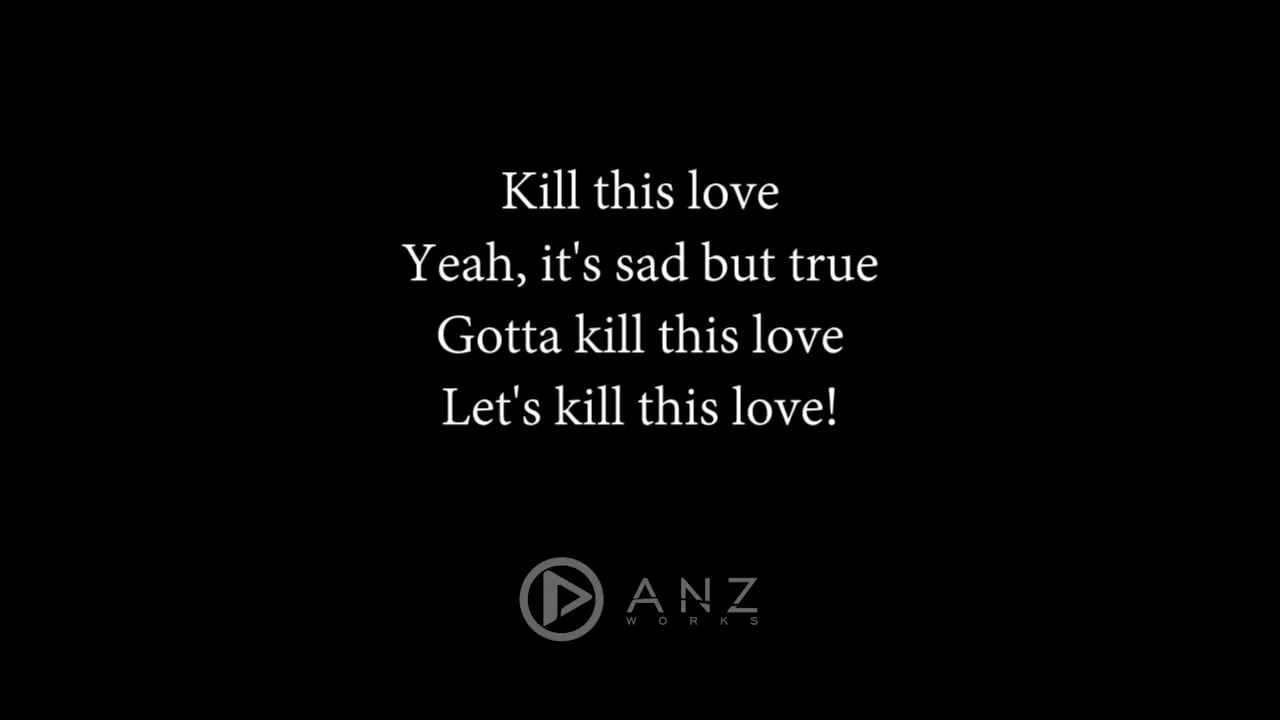 Kill this love
Yeah, it's sad but true
Gotta kill this love
Let's kill this love!
ANZ
WORKS